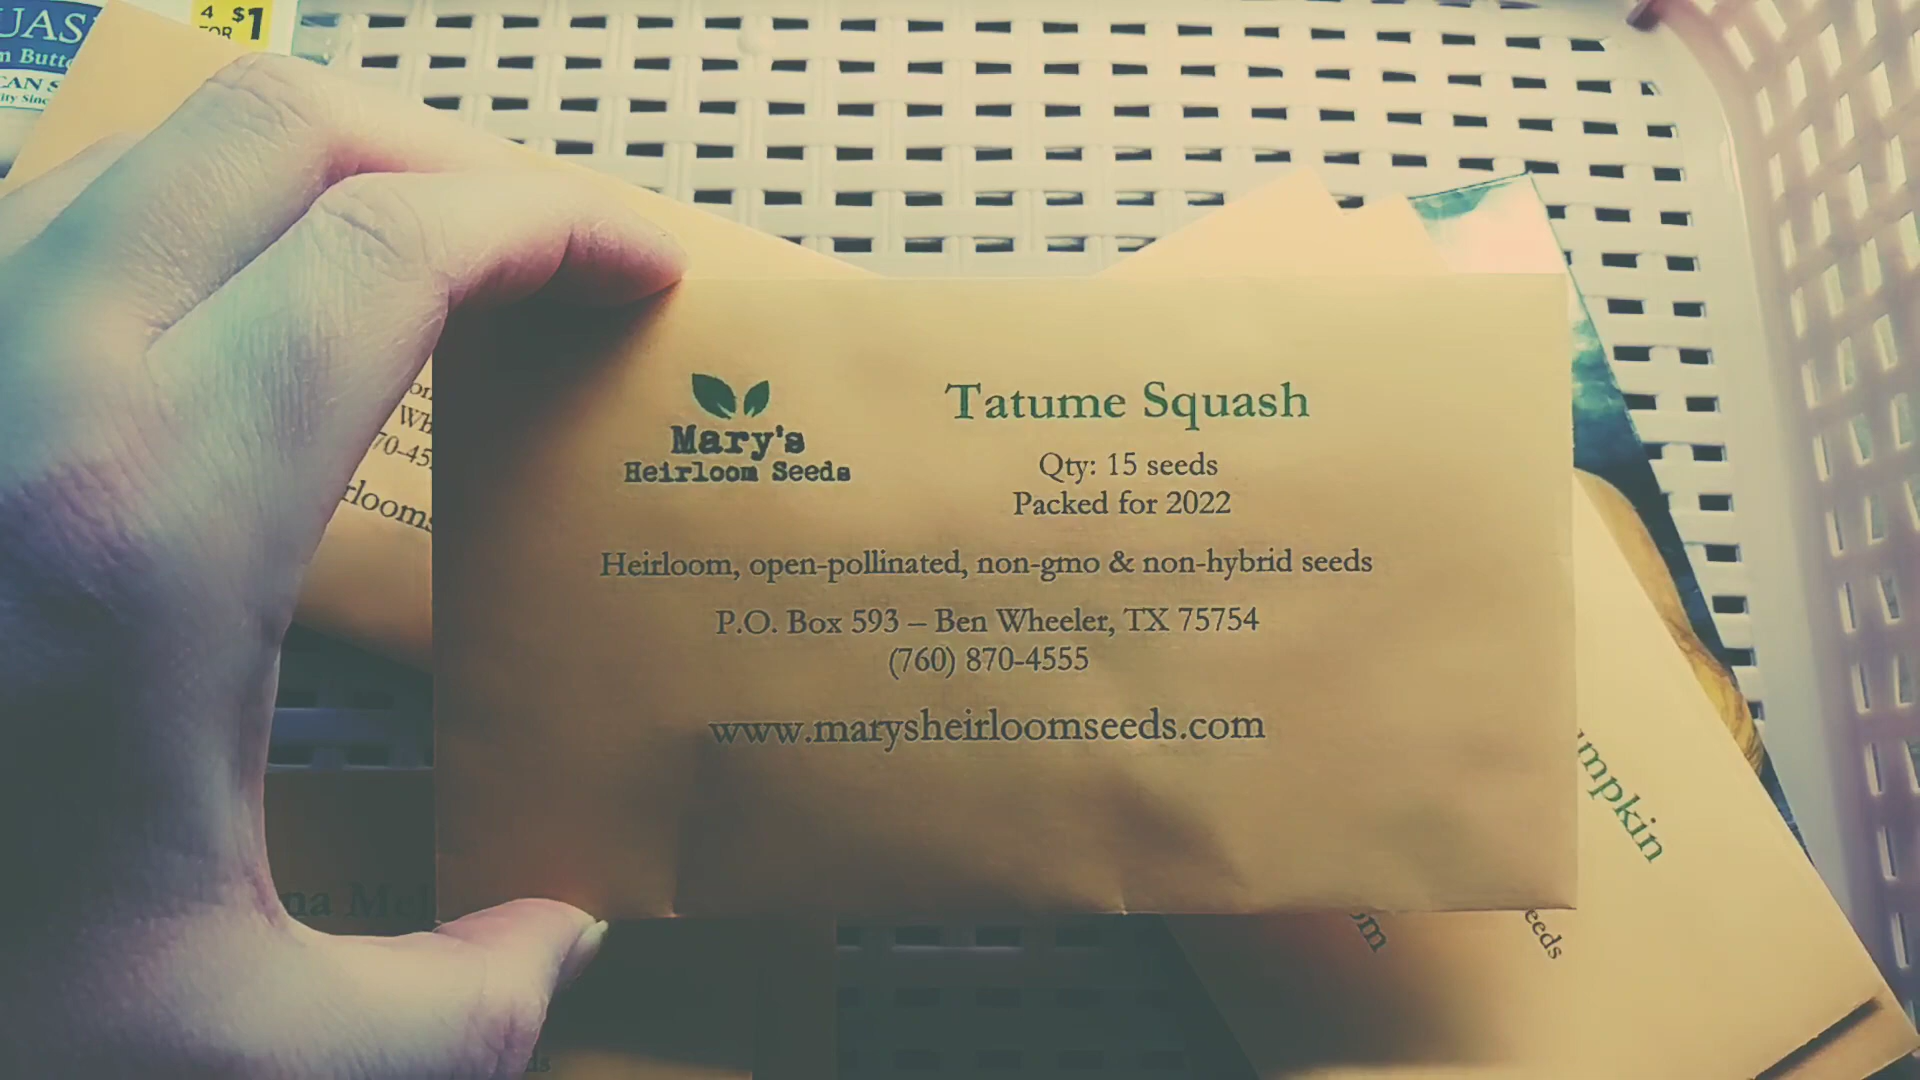 4 FOR $1
Mary's
Heirloom Seeds
Tatume Squash
Qty: 15 seeds
Packed for 2022
Heirloom, open-pollinated, non-gmo & non-hybrid seeds
P.O. Box 593 – Ben Wheeler, TX 75754
(760) 870-4555
www.marysheirloomseeds.com